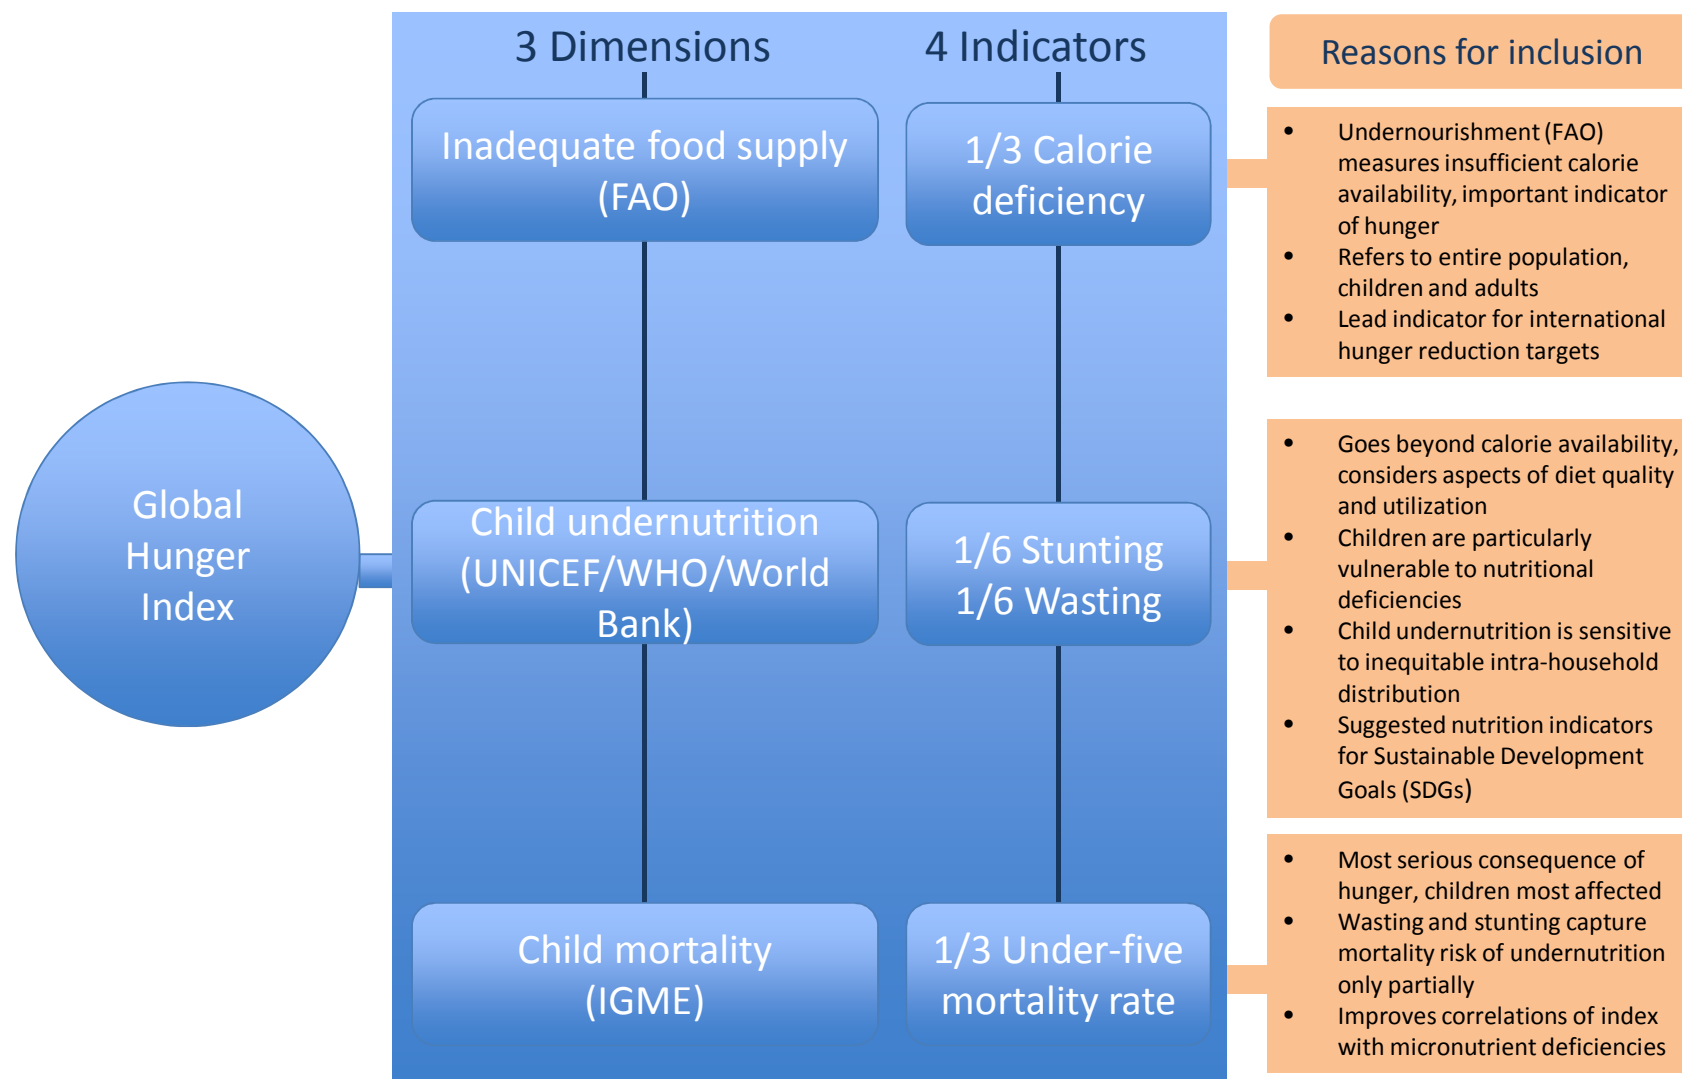 3 Dimensions
4 Indicators
Reasons for inclusion
Global
Hunger
Index
Inadequate food supply
(FAO)
1/3 Calorie
deficiency
• Undernourishment (FAO)
measures insufficient calorie
availability, important indicator
of hunger
• Refers to entire population,
children and adults
• Lead indicator for international
hunger reduction targets
Child undernutrition
(UNICEF/WHO/World
Bank)
1/6 Stunting
1/6 Wasting
• Goes beyond calorie availability,
considers aspects of diet quality
and utilization
• Children are particularly
vulnerable to nutritional
deficiencies
• Child undernutrition is sensitive
to inequitable intra-household
distribution
• Suggested nutrition indicators
for Sustainable Development
Goals (SDGs)
Child mortality
(IGME)
1/3 Under-five
mortality rate
• Most serious consequence of
hunger, children most affected
• Wasting and stunting capture
mortality risk of undernutrition
only partially
• Improves correlations of index
with micronutrient deficiencies